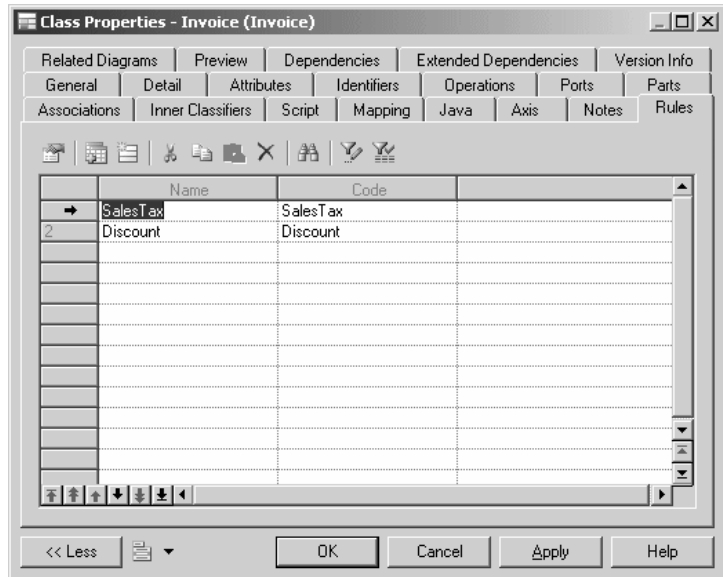 Class Properties - Invoice (Invoice)
Related Diagrams Preview Dependencies Extended Dependencies Version Info
General Detail Attributes Identifiers Operations Ports Parts
Associations Inner Classifiers Script Mapping Java Axis Notes Rules
Name Code
SalesTax SalesTax
2 Discount Discount
<< Less OK Cancel Apply Help